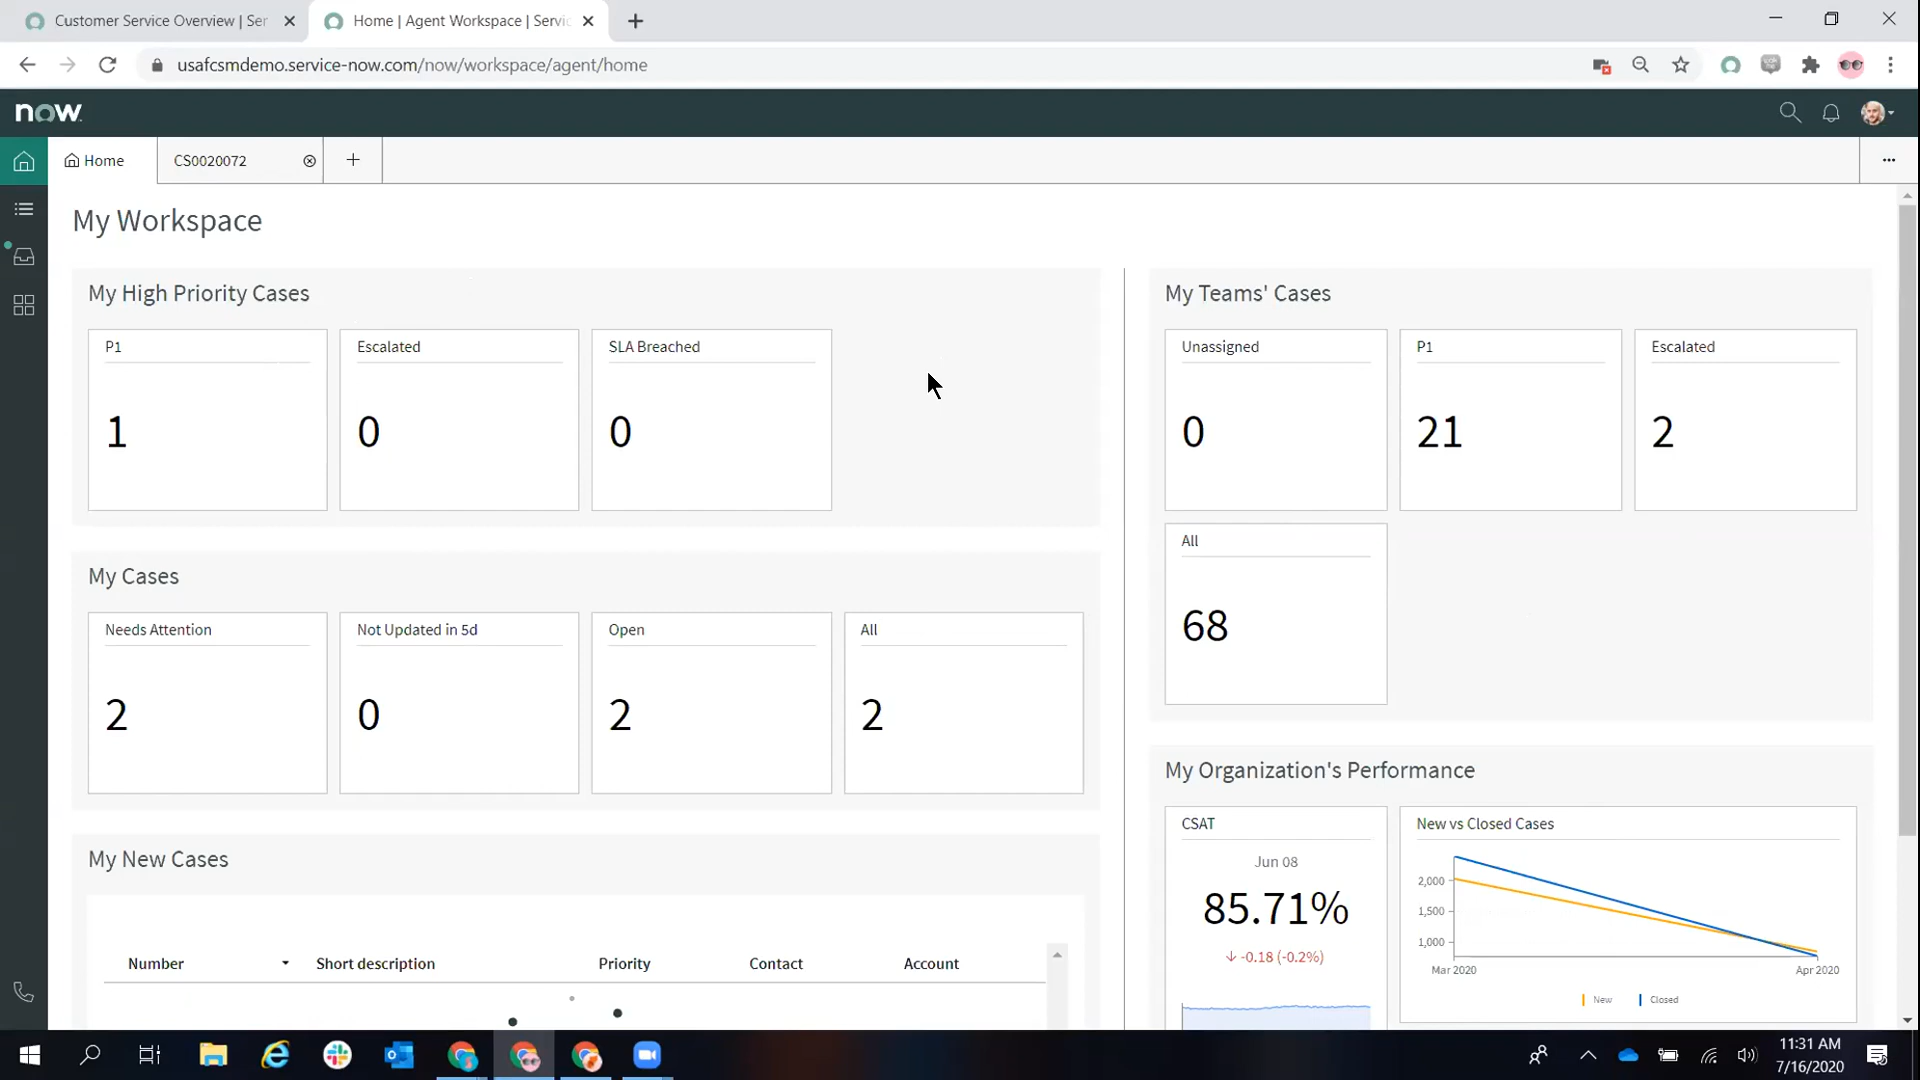 Customer Service Overview | Ser
Home | Agent Workspace | Servic
usafcsmdemo.service-now.com/now/workspace/agent/home
now.
Home
CS0020072
My Workspace
My High Priority Cases
P1
1
Escalated
0
SLA Breached
0
My Cases
Needs Attention
2
Not Updated in 5d
0
Open
2
All
2
My New Cases
Number Short description Priority Contact Account
My Teams' Cases
Unassigned
0
P1
21
Escalated
2
All
68
My Organization's Performance
CSAT
Jun 08
85.71%
↓ -0.18 (-0.2%)
New vs Closed Cases
2,000
1,500
1,000
Mar 2020 Apr 2020
New Closed
11:31 AM
7/16/2020